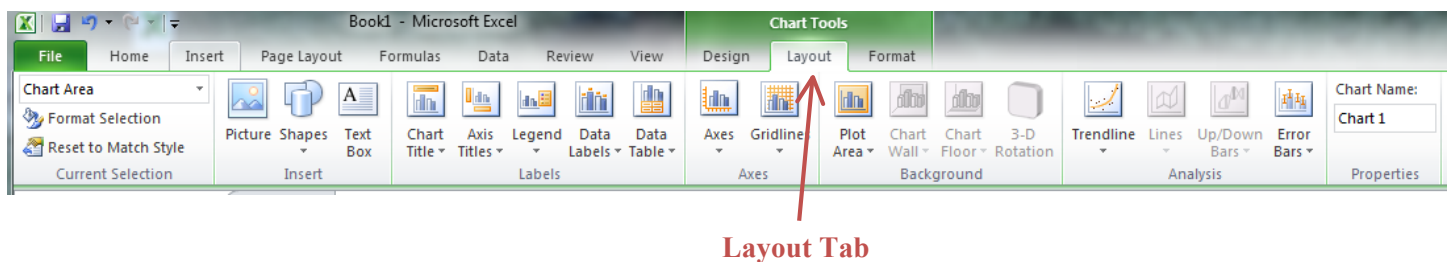 Book1 - Microsoft Excel
Chart Tools
File Home Insert Page Layout Formulas Data Review View Design Layout Format
Chart Area
Format Selection
Reset to Match Style
Current Selection
Picture Shapes Text Box
Insert
Chart Title Axis Titles Legend Data Labels Data Table
Labels
Axes Gridlines
Axes
Plot Area Chart Wall Chart Floor 3-D Rotation
Background
Trendline Lines Up/Down Bars Error Bars
Analysis
Chart Name:
Chart 1
Properties
Layout Tab